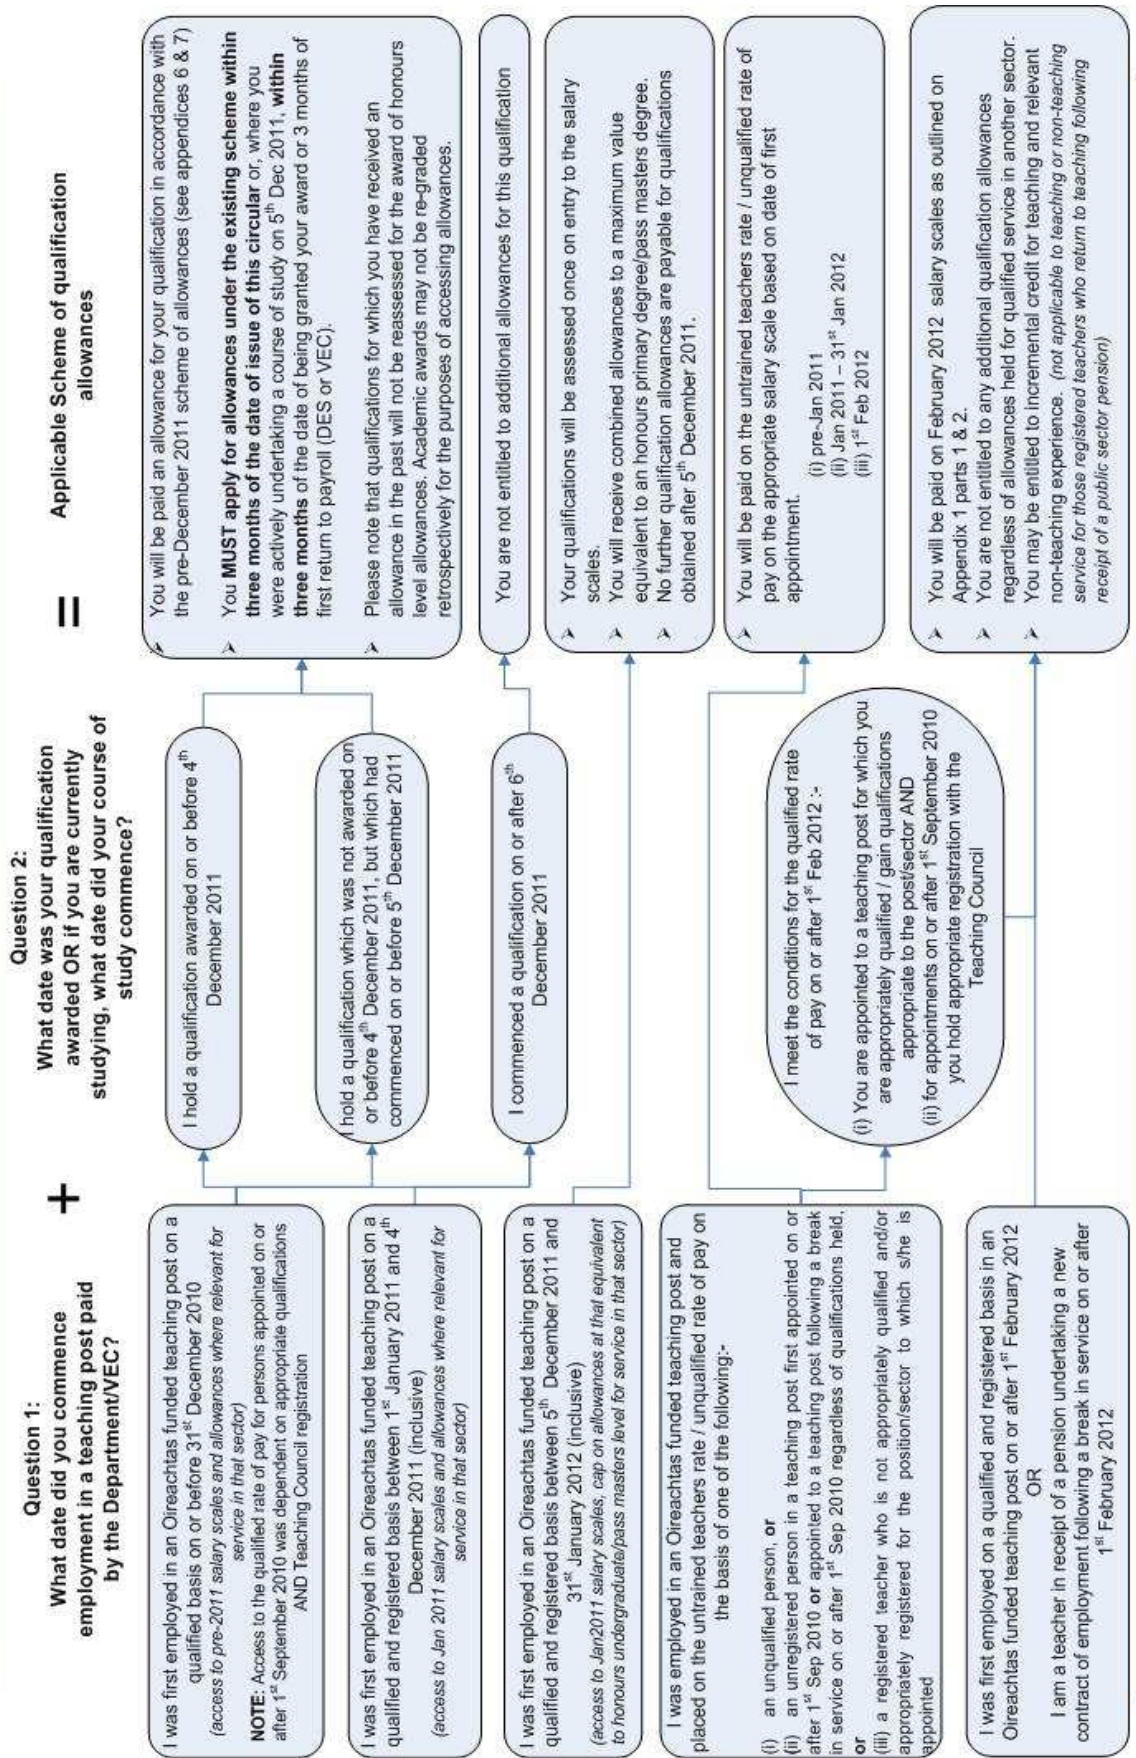 Question 1:
What date did you commence
employment in a teaching post paid
by the Department/VEC?
+
Question 2:
What date was your qualification
awarded OR if you are currently
studying, what date did your course of
study commence?
=
Applicable Scheme of qualification
allowances
I was first employed in an Oireachtas funded teaching post on a
qualified basis on or before 31st December 2010
(access to pre-2011 salary scales and allowances where relevant for
service in that sector)
NOTE: Access to the qualified rate of pay for persons appointed on or
after 1st September 2010 was dependent on appropriate qualifications
AND Teaching Council registration
I was first employed in an Oireachtas funded teaching post on a
qualified and registered basis between 1st January 2011 and 4th
December 2011 (inclusive)
(access to Jan 2011 salary scales and allowances where relevant for
service in that sector)
I was first employed in an Oireachtas funded teaching post on a
qualified and registered basis between 5th December 2011 and
31st January 2012 (inclusive)
(access to Jan2011 salary scales, cap on allowances at that equivalent
to honours undergraduate/pass masters level for service in that sector)
I was employed in an Oireachtas funded teaching post and
placed on the untrained teachers rate / unqualified rate of pay on
the basis of one of the following:-
(i) an unqualified person, or
(ii) an unregistered person in a teaching post first appointed on or
after 1st Sep 2010 or appointed to a teaching post following a break
in service on or after 1st Sep 2010 regardless of qualifications held,
or
(iii) a registered teacher who is not appropriately qualified and/or
appropriately registered for the position/sector to which s/he is
appointed
I was first employed on a qualified and registered basis in an
Oireachtas funded teaching post on or after 1st February 2012
OR
I am a teacher in receipt of a pension undertaking a new
contract of employment following a break in service on or after
1st February 2012
I hold a qualification awarded on or before 4th
December 2011
I hold a qualification which was not awarded on
or before 4th December 2011, but which had
commenced on or before 5th December 2011
I commenced a qualification on or after 6th
December 2011
I meet the conditions for the qualified rate
of pay on or after 1st Feb 2012 :-
(i) You are appointed to a teaching post for which you
are appropriately qualified / gain qualifications
appropriate to the post/sector AND
(ii) for appointments on or after 1st September 2010
you hold appropriate registration with the
Teaching Council
➢ You will be paid an allowance for your qualification in accordance with
the pre-December 2011 scheme of allowances (see appendices 6 & 7)
➢ You MUST apply for allowances under the existing scheme within
three months of the date of issue of this circular or, where you
were actively undertaking a course of study on 5th Dec 2011, within
three months of the date of being granted your award or 3 months of
first return to payroll (DES or VEC).
➢ Please note that qualifications for which you have received an
allowance in the past will not be reassessed for the award of honours
level allowances. Academic awards may not be re-graded
retrospectively for the purposes of accessing allowances.
You are not entitled to additional allowances for this qualification
➢ Your qualifications will be assessed once on entry to the salary
scales.
➢ You will receive combined allowances to a maximum value
equivalent to an honours primary degree/pass masters degree.
➢ No further qualification allowances are payable for qualifications
obtained after 5th December 2011.
➢ You will be paid on the untrained teachers rate / unqualified rate of
pay on the appropriate salary scale based on date of first
appointment.
(i) pre-Jan 2011
(ii) Jan 2011 – 31st Jan 2012
(iii) 1st Feb 2012
➢ You will be paid on February 2012 salary scales as outlined on
Appendix 1 parts 1 & 2.
➢ You are not entitled to any additional qualification allowances
regardless of allowances held for qualified service in another sector.
➢ You may be entitled to incremental credit for teaching and relevant
non-teaching experience. (not applicable to teaching or non-teaching
service for those registered teachers who return to teaching following
receipt of a public sector pension)